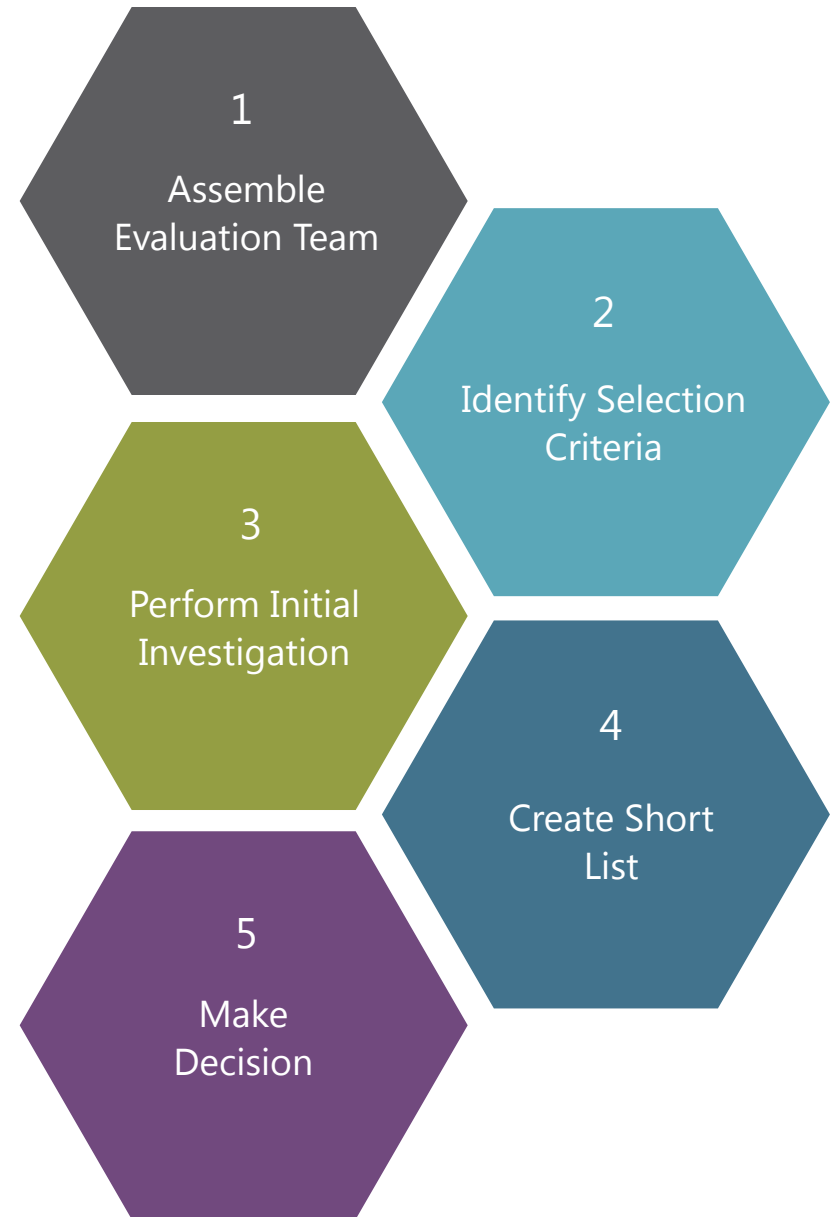 1
Assemble
Evaluation Team
2
Identify Selection
Criteria
3
Perform Initial
Investigation
4
Create Short
List
5
Make
Decision